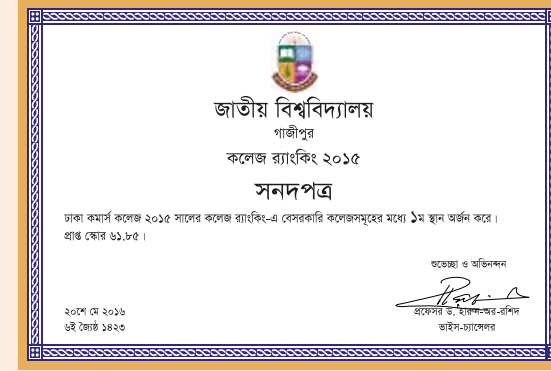 জাতীয় বিশ্ববিদ্যালয়
গাজীপুর
কলেজ র‍্যাংকিং ২০১৫
সনদপত্র
ঢাকা কমার্স কলেজ ২০১৫ সালের কলেজ র‍্যাংকিং-এ বেসরকারি কলেজসমূহের মধ্যে ১ম স্থান অর্জন করে।
প্রাপ্ত স্কোর ৬১.৮৫।
শুভেচ্ছা ও অভিনন্দন
প্রফেসর ড. হারুন-অর-রশিদ
ভাইস-চ্যান্সেলর
২০শে মে ২০১৬
৬ই জ্যৈষ্ঠ ১৪২৩